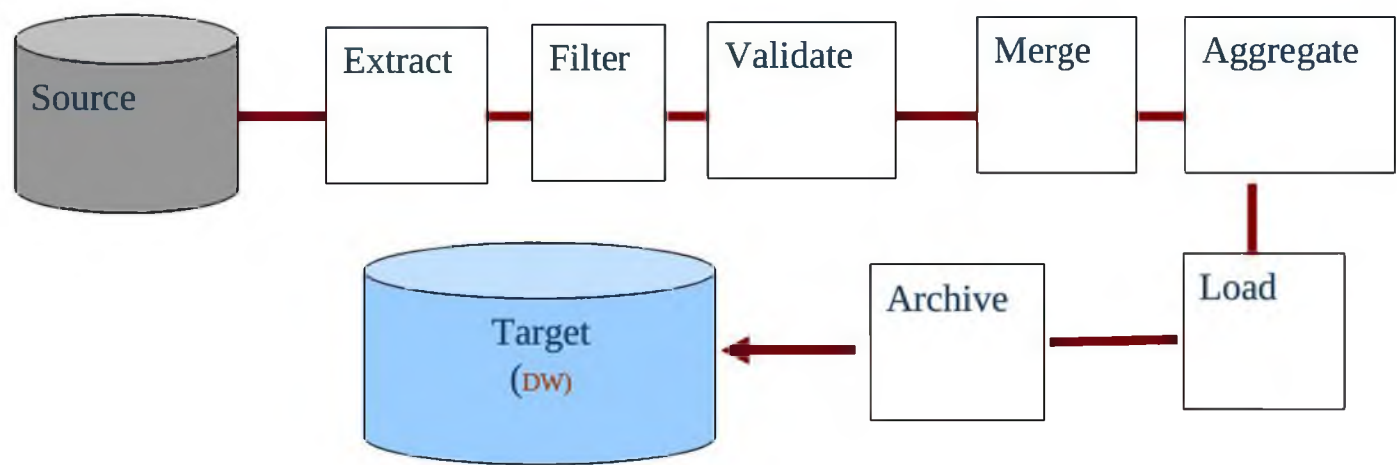 Source
Extract
Filter
Validate
Merge
Aggregate
Load
Archive
Target
(DW)